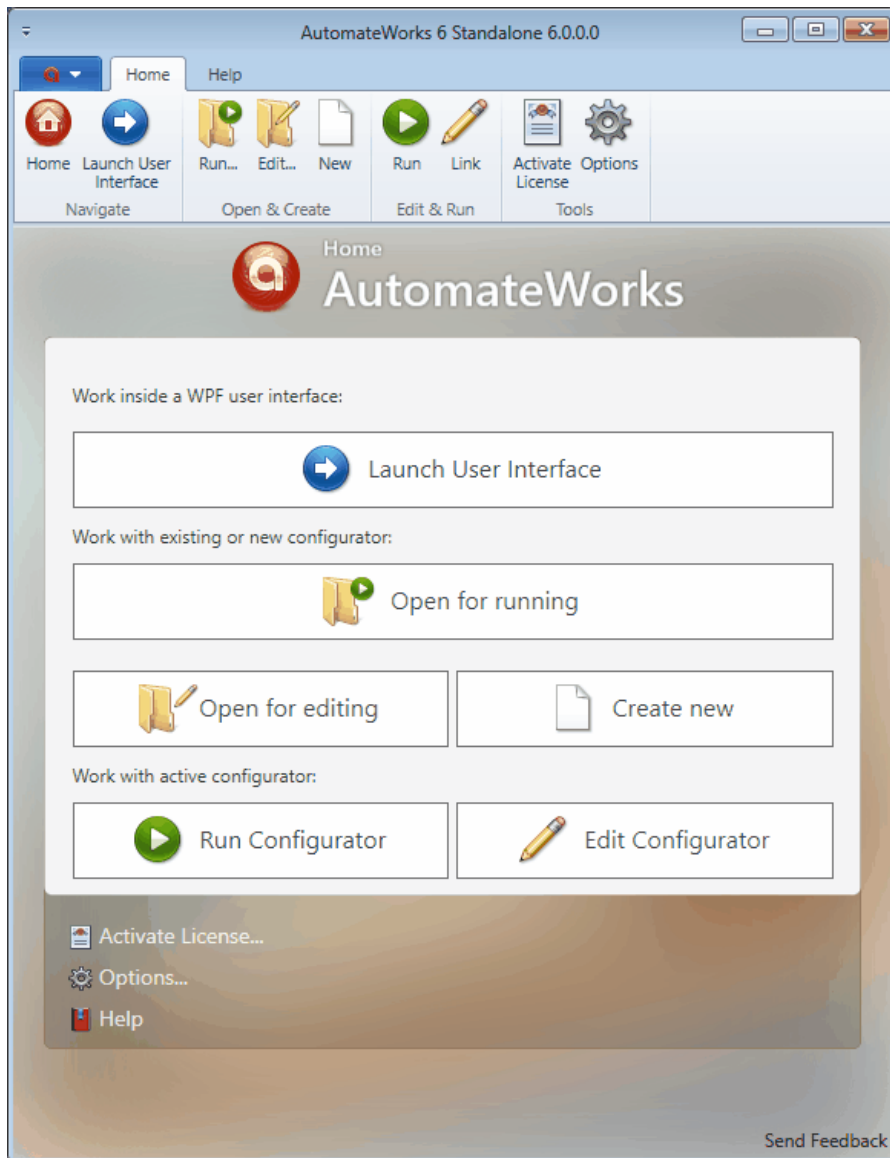 AutomateWorks 6 Standalone 6.0.0.0
Home Help
Home Launch User Interface Run... Edit... New Run Link Activate License Options
Navigate Open & Create Edit & Run Tools
Home
AutomateWorks
Work inside a WPF user interface:
Launch User Interface
Work with existing or new configurator:
Open for running
Open for editing Create new
Work with active configurator:
Run Configurator Edit Configurator
Activate License...
Options...
Help
Send Feedback